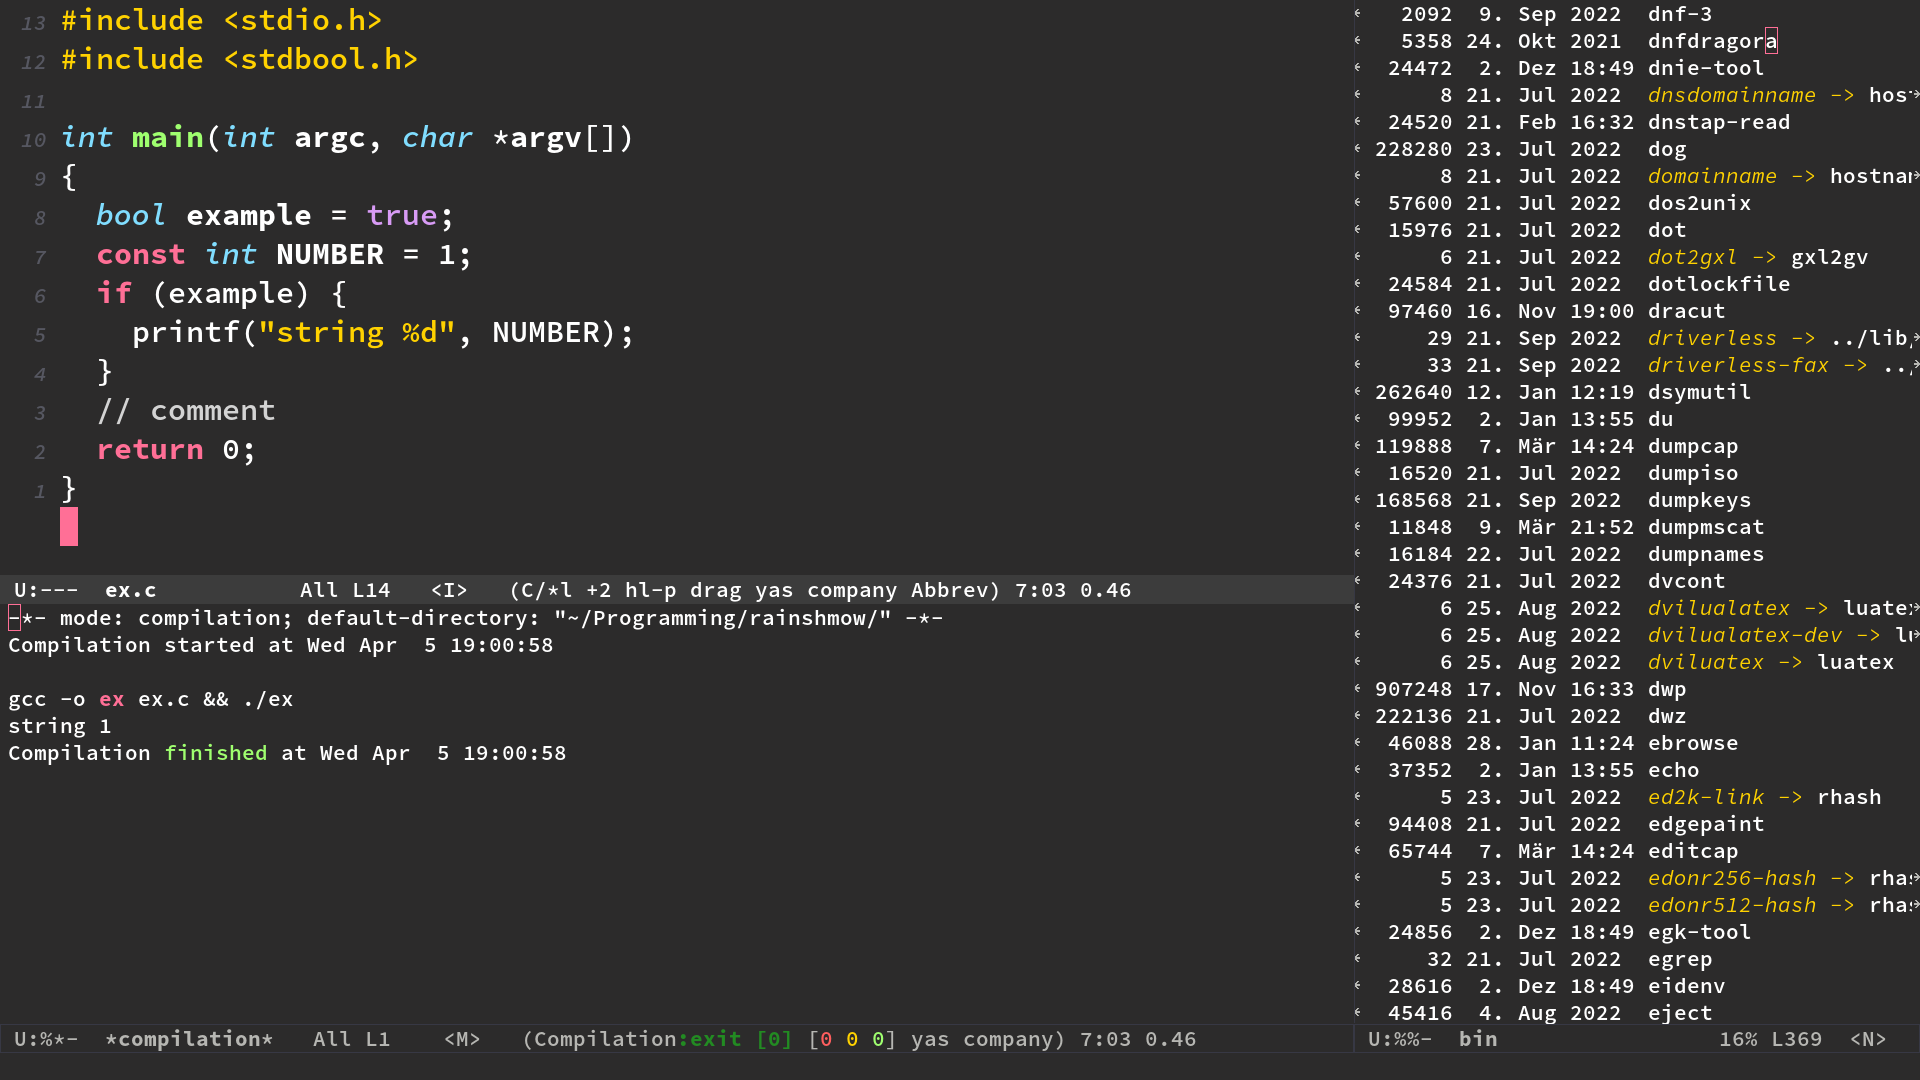 13 #include <stdio.h>
12 #include <stdbool.h>
11
10 int main(int argc, char *argv[])
9 {
8   bool example = true;
7   const int NUMBER = 1;
6   if (example) {
5     printf("string %d", NUMBER);
4   }
3   // comment
2   return 0;
1 }
U:---  ex.c           All L14   <I>   (C/*l +2 hl-p drag yas company Abbrev) 7:03 0.46
-*- mode: compilation; default-directory: "~/Programming/rainshmow/" -*-
Compilation started at Wed Apr  5 19:00:58
gcc -o ex ex.c && ./ex
string 1
Compilation finished at Wed Apr  5 19:00:58
U:%*-  *compilation*   All L1    <M>   (Compilation:exit [0] [0 0 0] yas company) 7:03 0.46
2092  9. Sep 2022  dnf-3
5358 24. Okt 2021  dnfdragora
24472  2. Dez 18:49 dnie-tool
8 21. Jul 2022  dnsdomainname -> hos
24520 21. Feb 16:32 dnstap-read
228280 23. Jul 2022  dog
8 21. Jul 2022  domainname -> hostna
57600 21. Jul 2022  dos2unix
15976 21. Jul 2022  dot
6 21. Jul 2022  dot2gxl -> gxl2gv
24584 21. Jul 2022  dotlockfile
97460 16. Nov 19:00 dracut
29 21. Sep 2022  driverless -> ../lib
33 21. Sep 2022  driverless-fax -> ..
262640 12. Jan 12:19 dsymutil
99952  2. Jan 13:55 du
119888  7. Mär 14:24 dumpcap
16520 21. Jul 2022  dumpiso
168568 21. Sep 2022  dumpkeys
11848  9. Mär 21:52 dumpmscat
16184 22. Jul 2022  dumpnames
24376 21. Jul 2022  dvcont
6 25. Aug 2022  dvilualatex -> luate
6 25. Aug 2022  dvilualatex-dev -> l
6 25. Aug 2022  dviluatex -> luatex
907248 17. Nov 16:33 dwp
222136 21. Jul 2022  dwz
46088 28. Jan 11:24 ebrowse
37352  2. Jan 13:55 echo
5 23. Jul 2022  ed2k-link -> rhash
94408 21. Jul 2022  edgepaint
65744  7. Mär 14:24 editcap
5 23. Jul 2022  edonr256-hash -> rha
5 23. Jul 2022  edonr512-hash -> rha
24856  2. Dez 18:49 egk-tool
32 21. Jul 2022  egrep
28616  2. Dez 18:49 eidenv
45416  4. Aug 2022  eject
U:%%-  bin                 16% L369  <N>